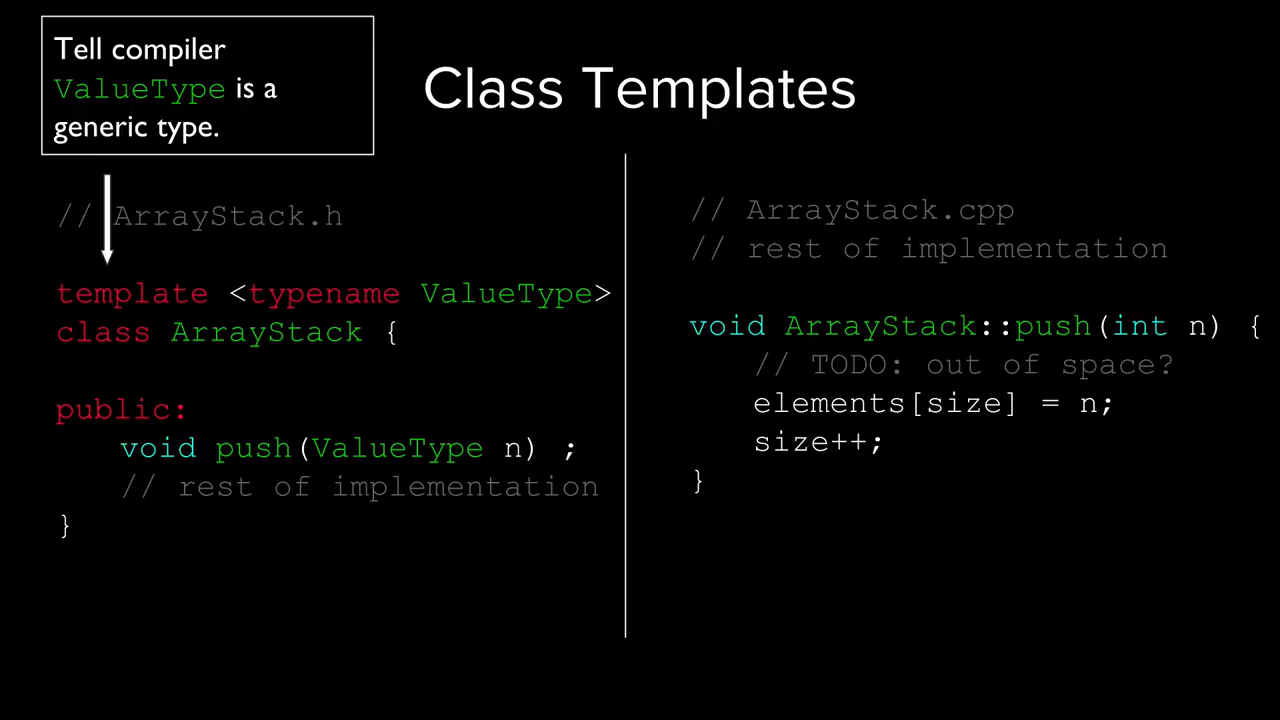 Tell compiler
ValueType is a
generic type.
Class Templates
// ArrayStack.h
template <typename ValueType>
class ArrayStack {
public:
void push(ValueType n) ;
// rest of implementation
}
// ArrayStack.cpp
// rest of implementation
void ArrayStack::push(int n) {
// TODO: out of space?
elements[size] = n;
size++;
}